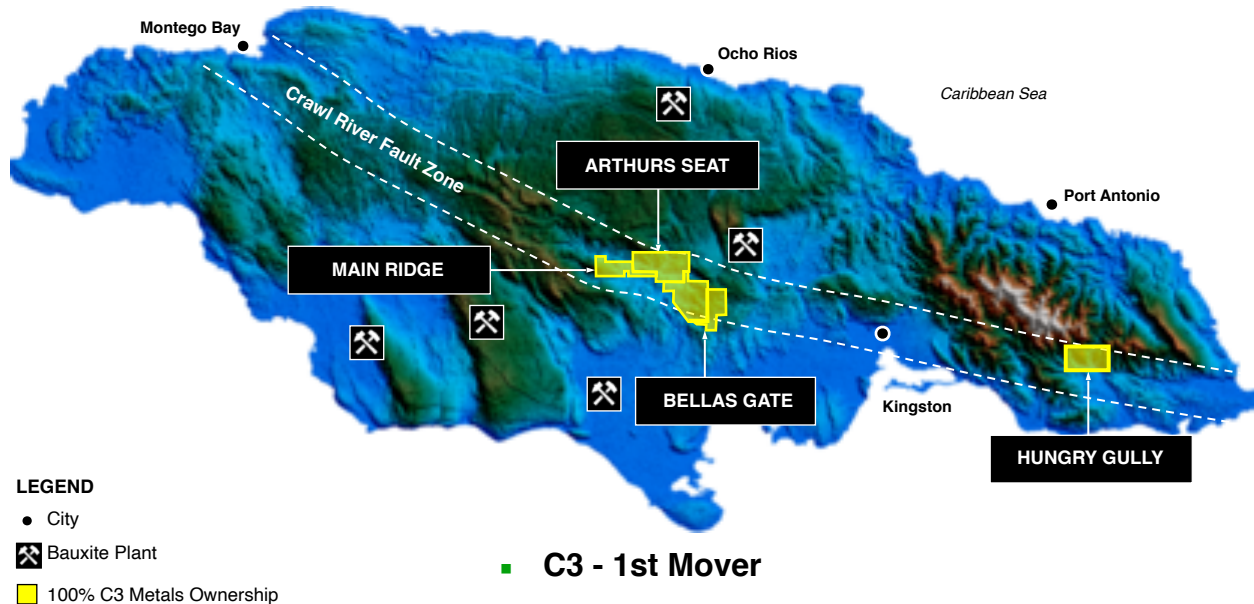 Montego Bay
Ocho Rios
Caribbean Sea
Crawl River Fault Zone
ARTHURS SEAT
Port Antonio
MAIN RIDGE
BELLAS GATE
Kingston
HUNGRY GULLY
LEGEND
City
Bauxite Plant
100% C3 Metals Ownership
C3 - 1st Mover